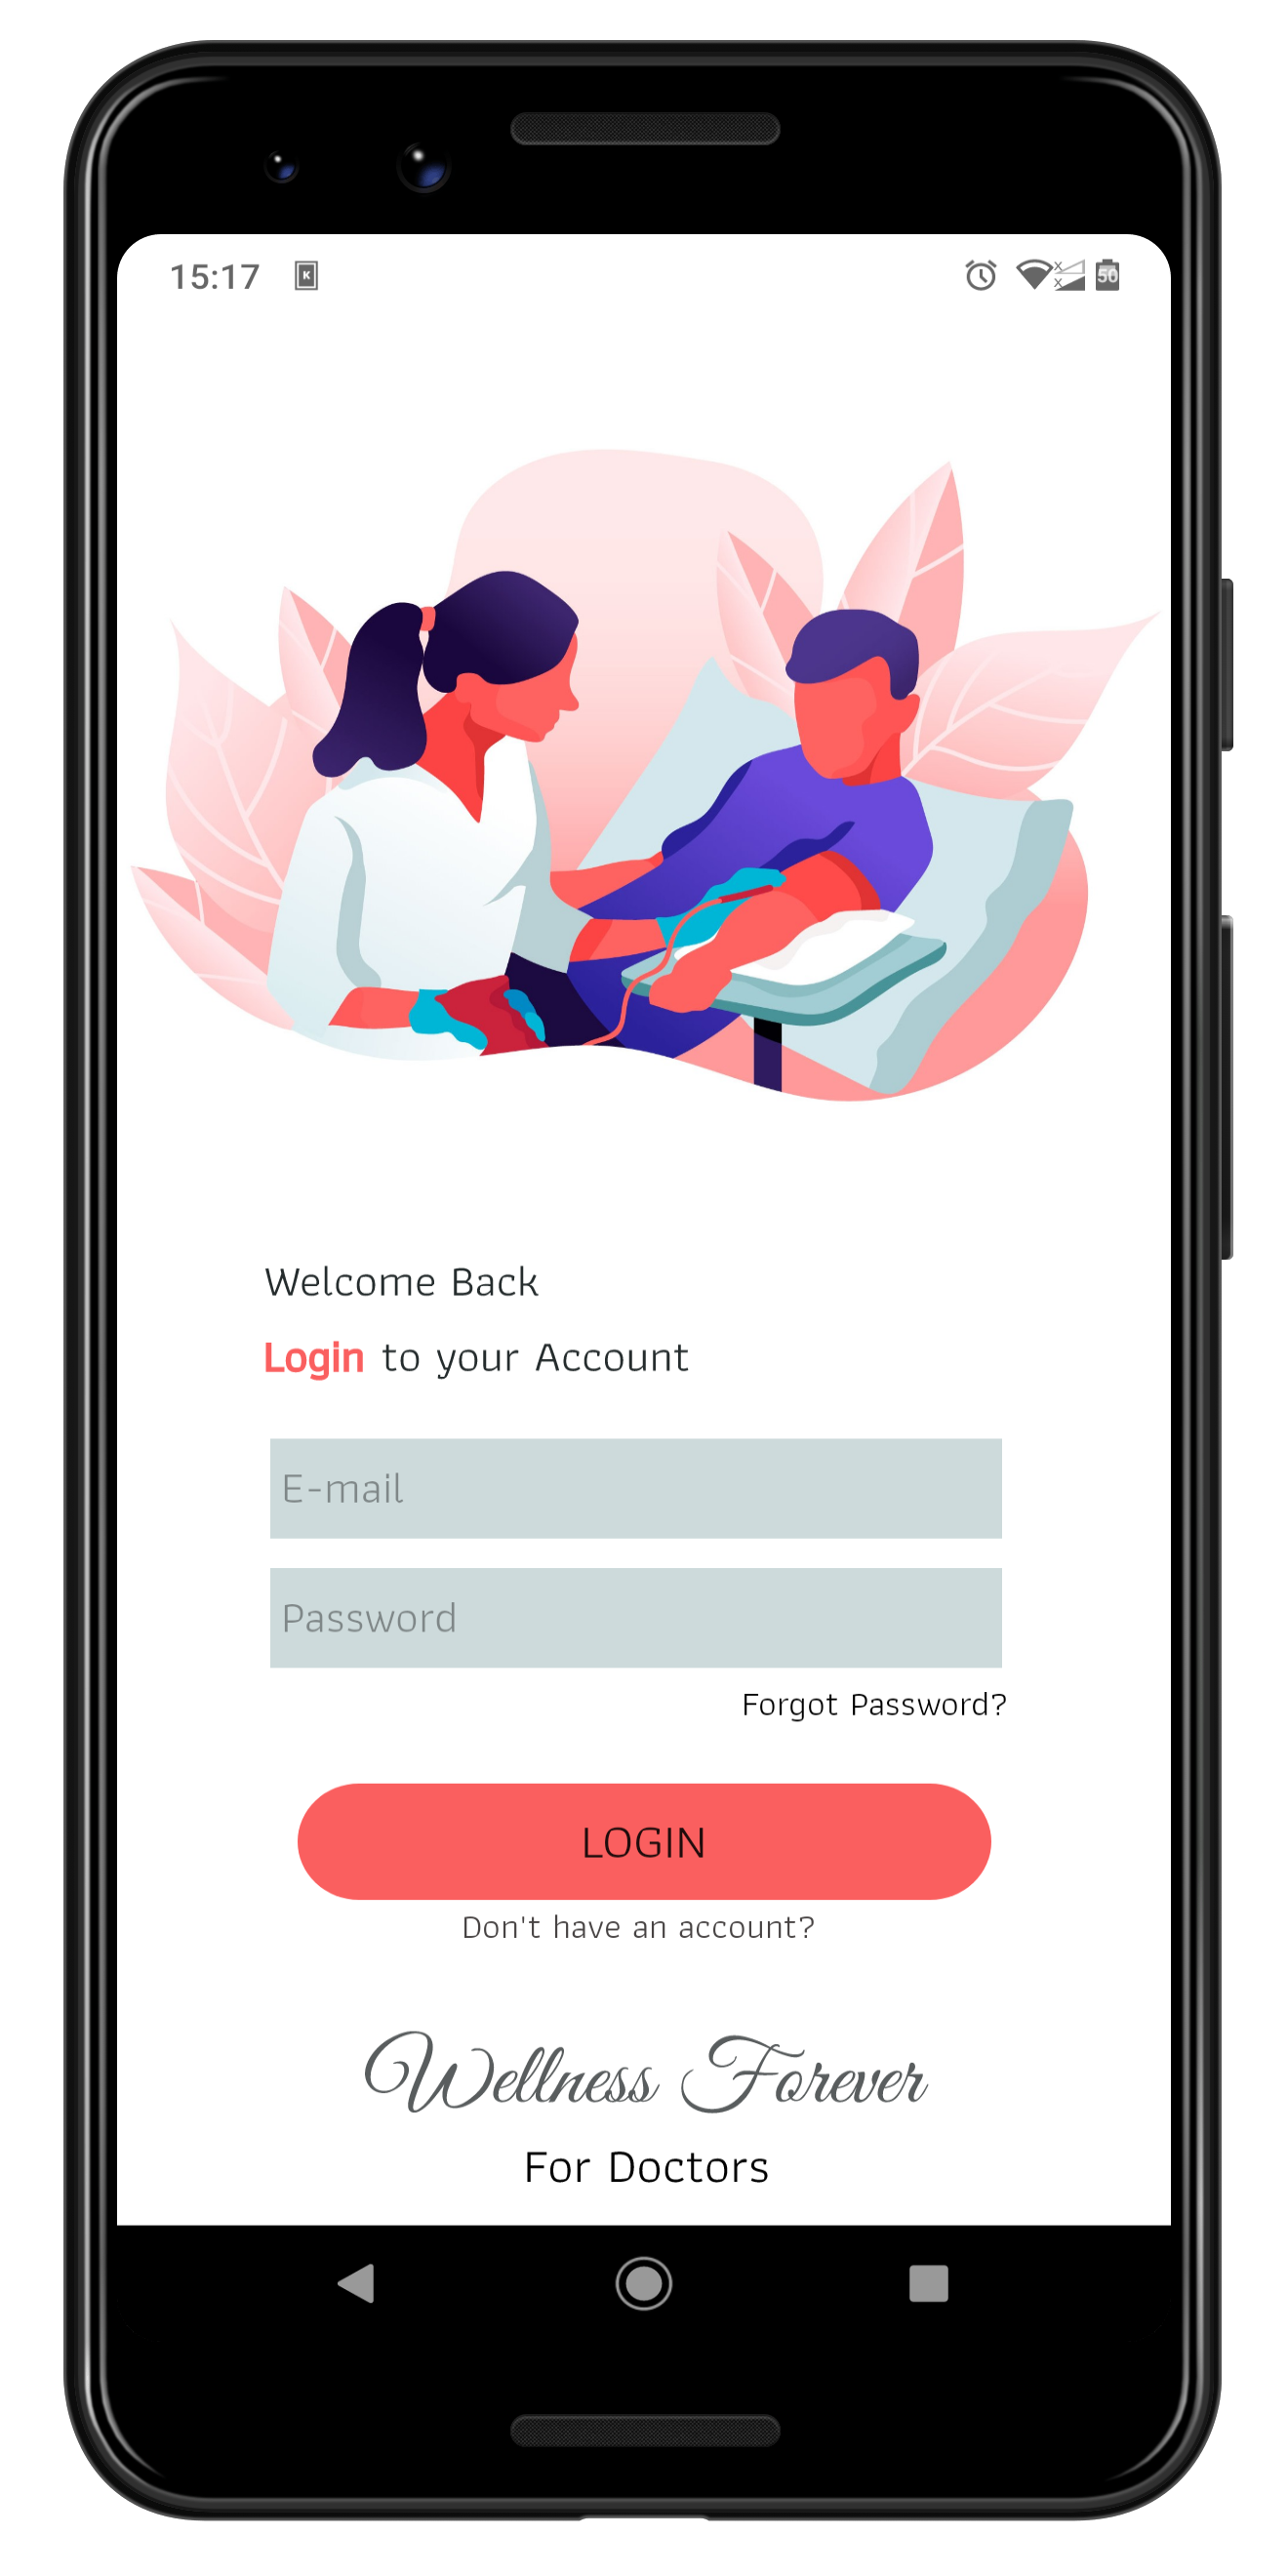 15:17 K x x 50
Welcome Back
Login to your Account
E-mail
Password
Forgot Password?
LOGIN
Don't have an account?
Wellness Forever
For Doctors